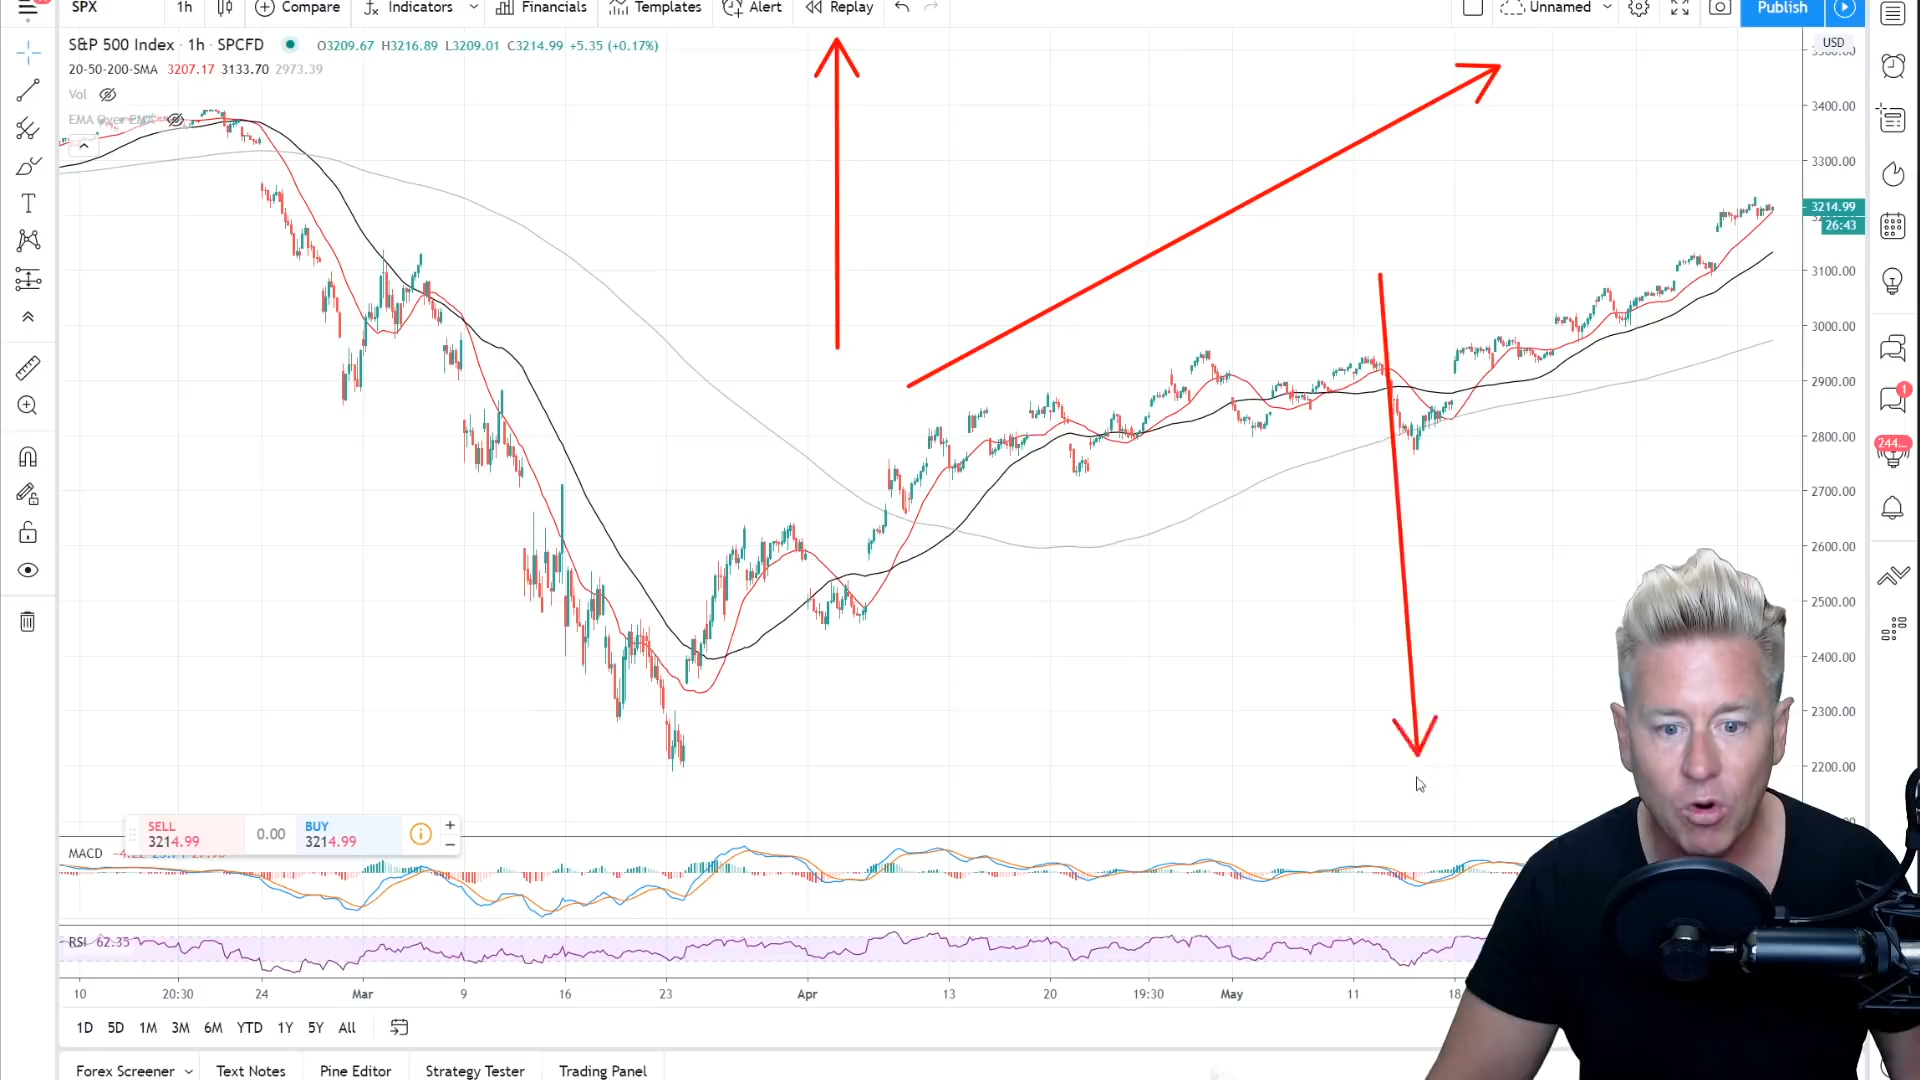 SPX 1h Compare Indicators Financials Templates Alert Replay Unnamed Publish
S&P 500 Index · 1h · SPCFD O3209.67 H3216.89 L3209.01 C3214.99 +5.35 (+0.17%)
USD
20-50-200-SMA 3207.17 3133.70 2973.39
Vol
EMA Over EMA
3400.00
3300.00
3214.99
26:43
3100.00
3000.00
2900.00
2800.00
2700.00
2600.00
2500.00
2400.00
2300.00
2200.00
1
244...
SELL
3214.99
0.00
BUY
3214.99
MACD
RSI 62.35
10 20:30 24 Mar 9 16 23 Apr 13 20 19:30 May 11 18
1D 5D 1M 3M 6M YTD 1Y 5Y All
Forex Screener Text Notes Pine Editor Strategy Tester Trading Panel